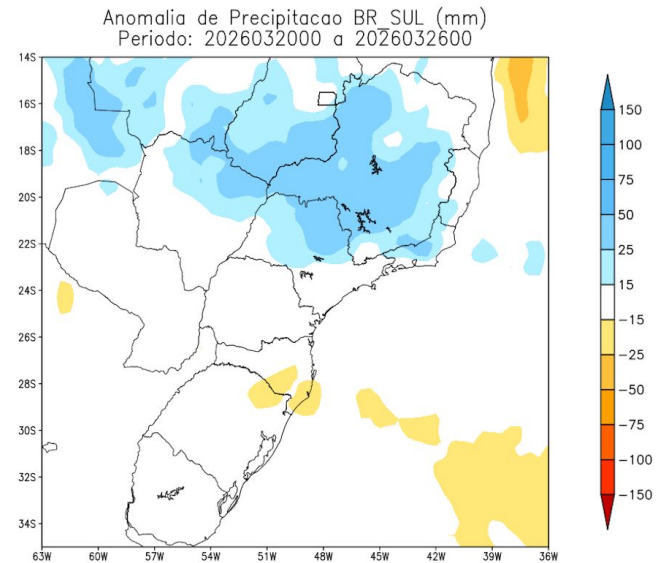 Anomalia de Precipitacao BR_SUL (mm)
Periodo: 2026032000 a 2026032600
14S
16S
18S
20S
22S
24S
26S
28S
30S
32S
34S
63W 60W 57W 54W 51W 48W 45W 42W 39W 36W
150
100
75
50
25
15
-15
-25
-50
-75
-100
-150